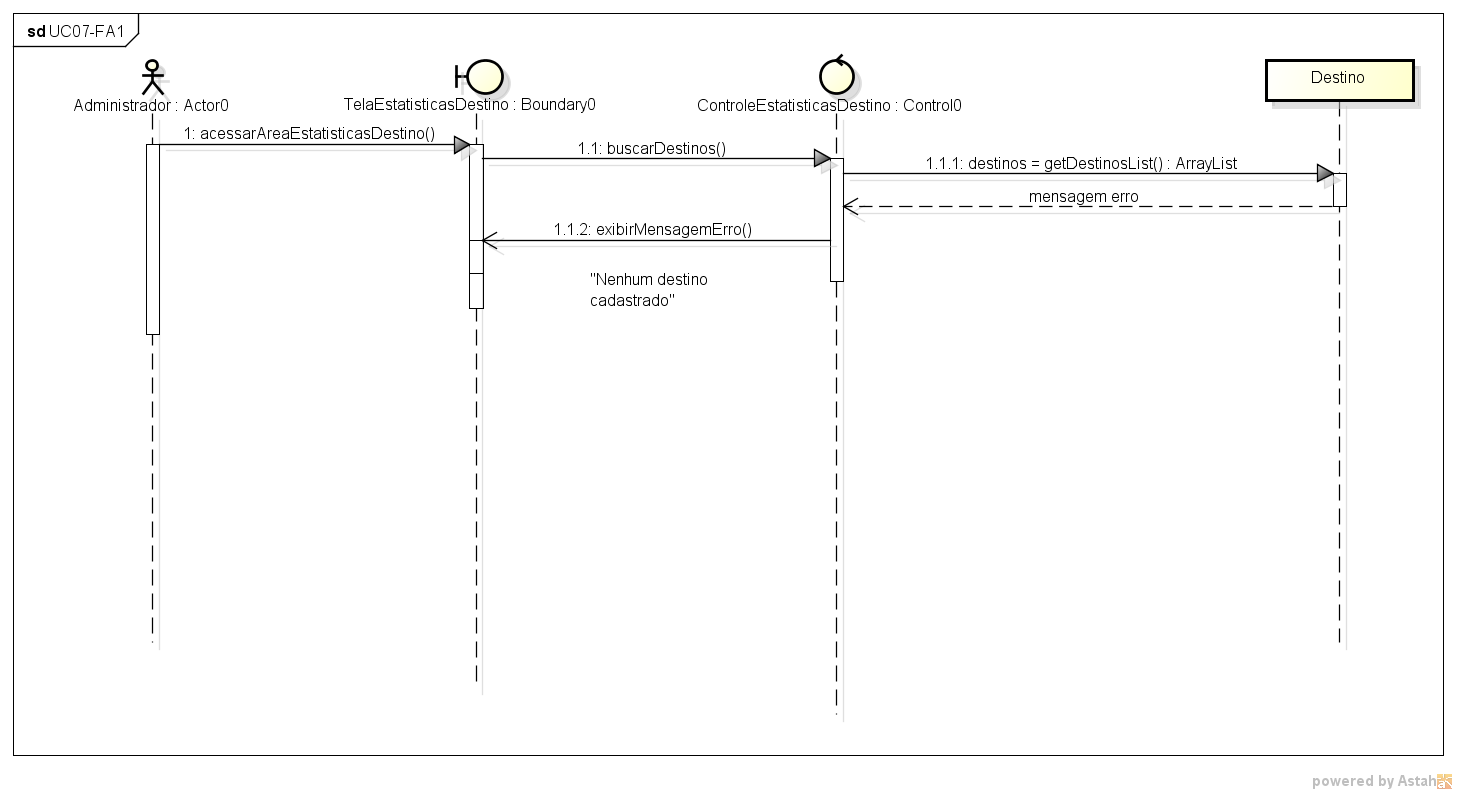 sd UC07-FA1
Administrador : Actor0
TelaEstatisticasDestino : Boundary0
ControleEstatisticasDestino : Control0
Destino
1: acessarAreaEstatisticasDestino()
1.1: buscarDestinos()
1.1.1: destinos = getDestinosList() : ArrayList
mensagem erro
1.1.2: exibirMensagemErro()
"Nenhum destino
cadastrado"
powered by Astah